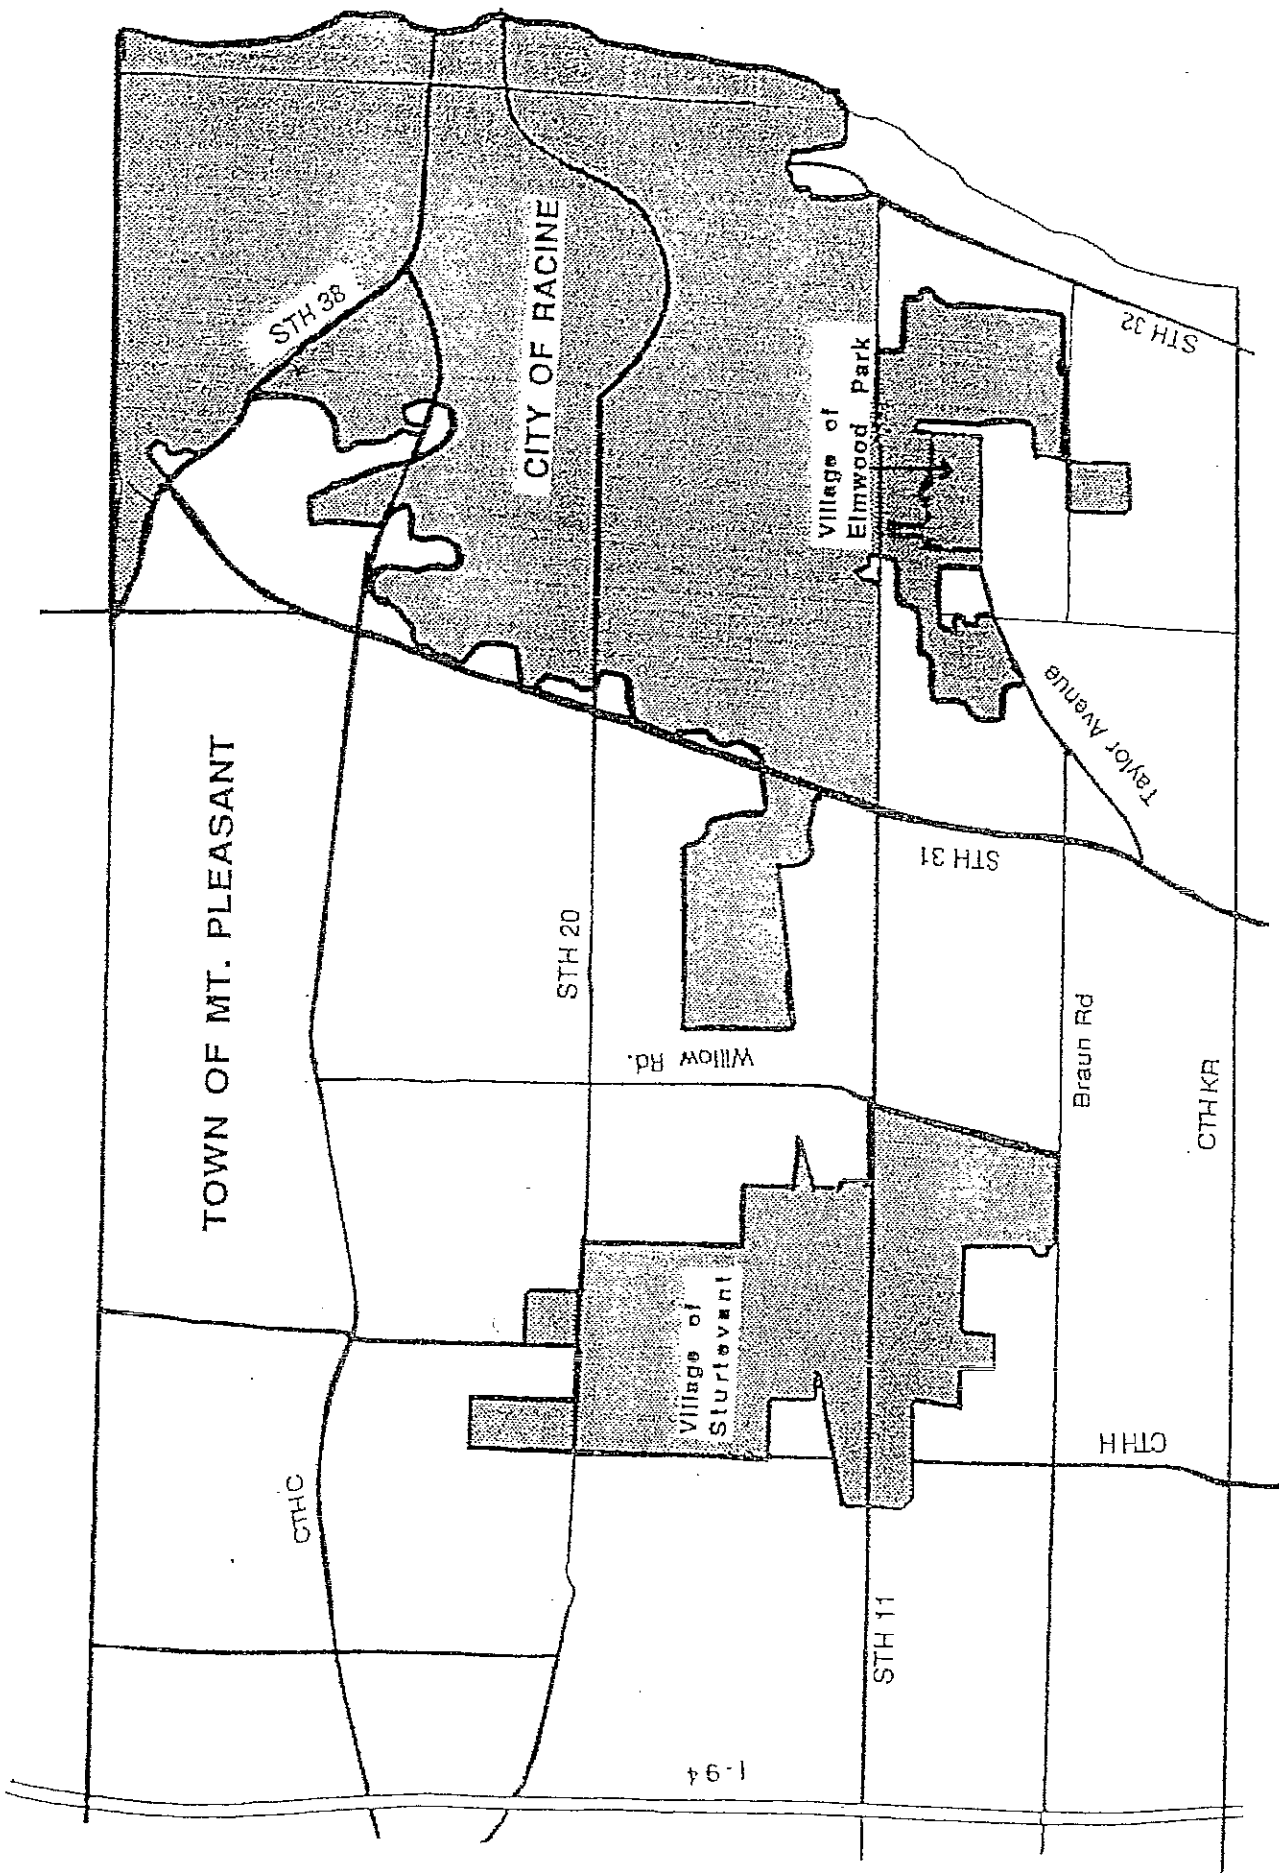 TOWN OF MT. PLEASANT
CITY OF RACINE
STH 38
CTH C
STH 20
Willow Rd.
Village of
Sturtevant
Village of
Elmwood Park
I-94
STH 11
STH 31
STH 32
CTH H
Braun Rd
Taylor Avenue
CTH KR